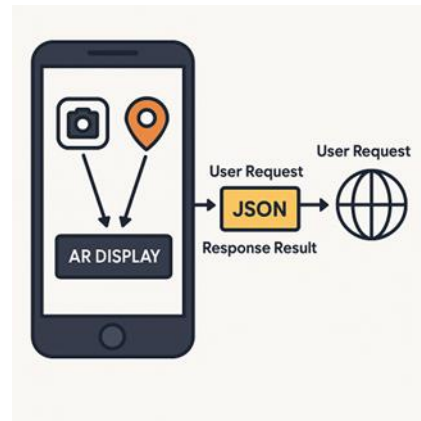 User Request
User Request
JSON
AR DISPLAY
Response Result